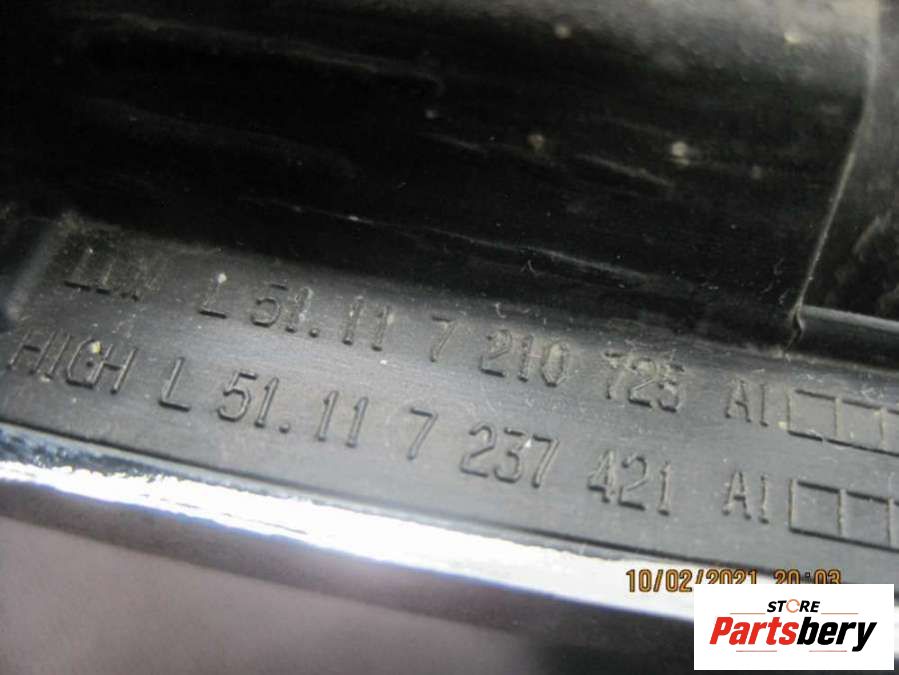 LOW L 51.11 7 210 725 AI
HIGH L 51.11 7 237 421 AI
10/02/2021 20:03
STORE
Partsbery